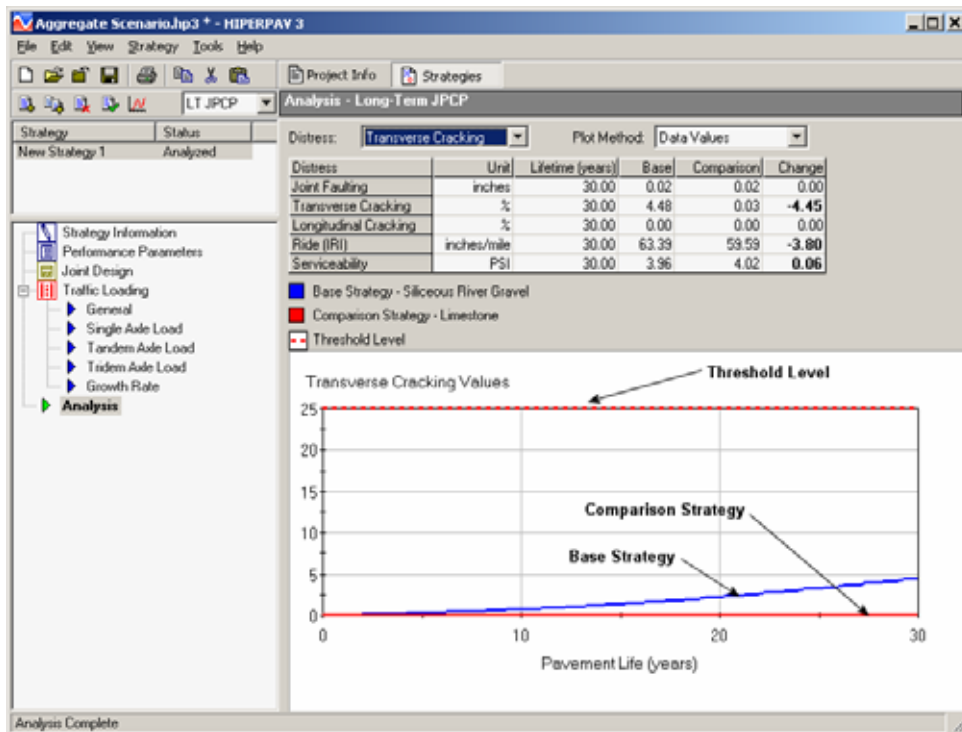 Aggregate Scenario.hp3 * - HIPERPAV 3
File Edit View Strategy Tools Help
Project Info Strategies
LT JPCP
Analysis - Long-Term JPCP
Strategy Status
New Strategy 1 Analyzed
Strategy Information
Performance Parameters
Joint Design
Traffic Loading
General
Single Axle Load
Tandem Axle Load
Tridem Axle Load
Growth Rate
Analysis
Distress: Transverse Cracking Plot Method: Data Values
Distress Unit Lifetime (years) Base Comparison Change
Joint Faulting inches 30.00 0.02 0.02 0.00
Transverse Cracking % 30.00 4.48 0.03 -4.45
Longitudinal Cracking % 30.00 0.00 0.00 0.00
Ride (IRI) inches/mile 30.00 63.39 59.59 -3.80
Serviceability PSI 30.00 3.96 4.02 0.06
Base Strategy - Siliceous River Gravel
Comparison Strategy - Limestone
Threshold Level
Transverse Cracking Values
Threshold Level
25
20
15
10
5
0
Comparison Strategy
Base Strategy
0 10 20 30
Pavement Life (years)
Analysis Complete